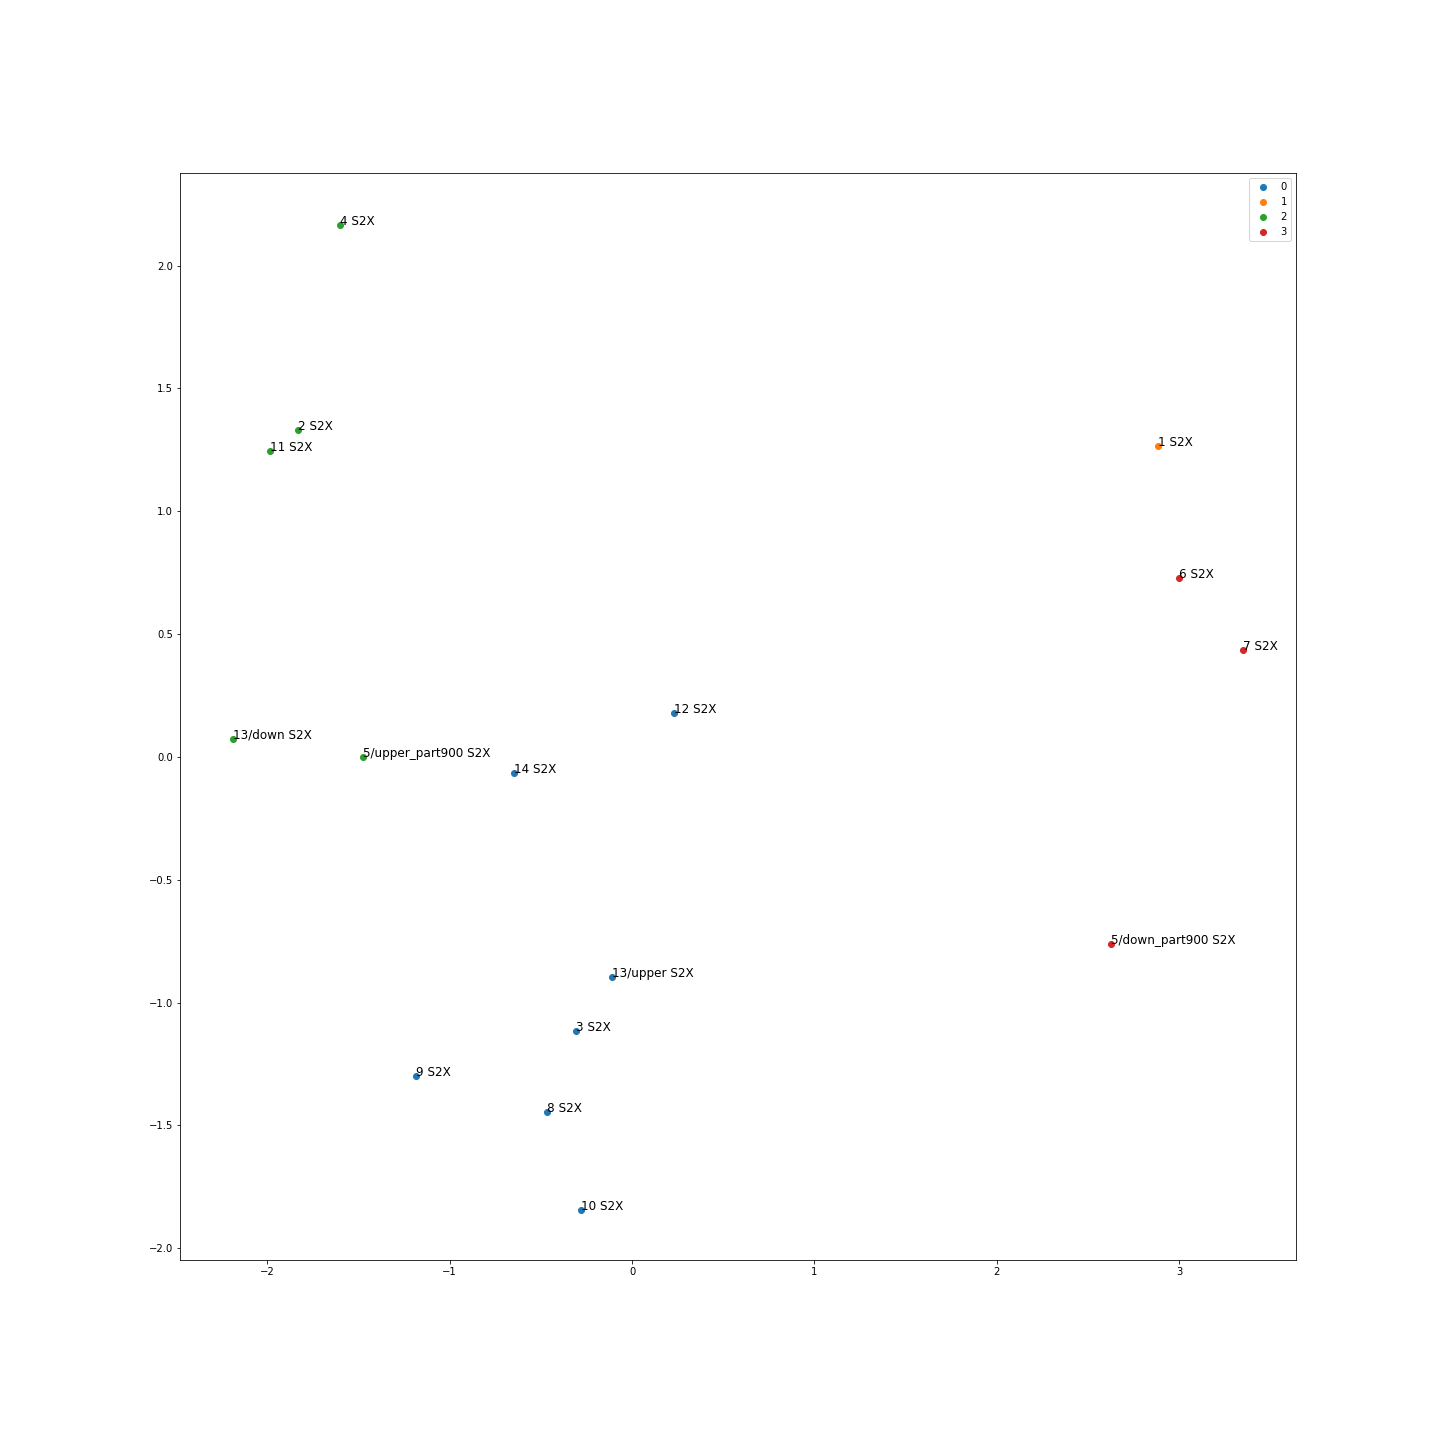 0
1
2
3
4 S2X
2.0
1.5
2 S2X
1 S2X
11 S2X
1.0
6 S2X
0.5
7 S2X
12 S2X
13/down S2X
0.0
5/upper_part900 S2X
14 S2X
−0.5
5/down_part900 S2X
13/upper S2X
−1.0
3 S2X
9 S2X
8 S2X
−1.5
10 S2X
−2.0
−2 −1 0 1 2 3